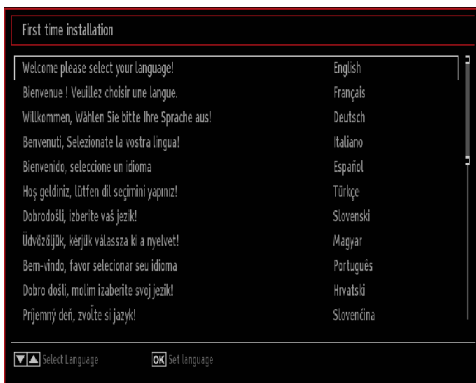 First time installation
Welcome please select your language! English
Bienvenue ! Veuillez choisir une langue. Français
Willkommen, Wählen Sie bitte Ihre Sprache aus! Deutsch
Benvenuti, Selezionate la vostra lingua! Italiano
Bienvenido, seleccione un idioma Español
Hoş geldiniz, lütfen dil seçimini yapınız! Türkçe
Dobrodošli, izberite vaš jezik! Slovenski
Üdvözöljük, kérjük válassza ki a nyelvet! Magyar
Bem-vindo, favor selecionar seu idioma Português
Dobro došli, molim izaberite svoj jezik! Hrvatski
Príjemný deň, zvoľte si jazyk! Slovenčina
Select Language OK Set language